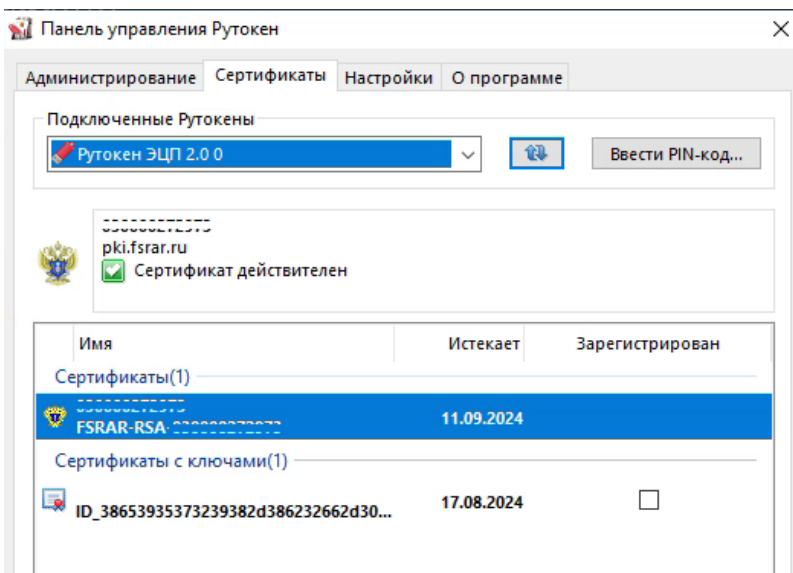 Панель управления Рутокен
Администрирование Сертификаты Настройки О программе
Подключенные Рутокены
Рутокен ЭЦП 2.0 0 Ввести PIN-код...
pki.fsrar.ru
Сертификат действителен
Имя Истекает Зарегистрирован
Сертификаты(1)
FSRAR-RSA- 11.09.2024
Сертификаты с ключами(1)
ID_38653935373239382d386232662d30... 17.08.2024